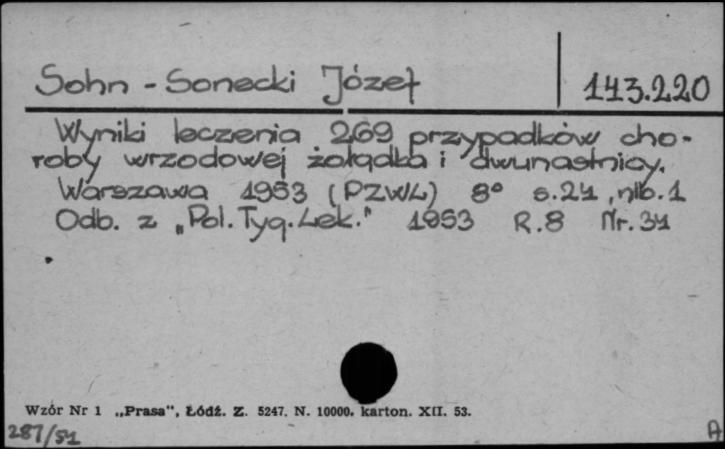 Sohn - Sonecki Józef
143.220
Wyniki leczenia 269 przypadków cho-
roby wrzodowej żołądka i dwunastnicy.
Warszawa 1953 (PZWL) 8° s.24, nlb. 1
Odb. z „Pol. Tyg. Lek." 1953 R.8 Nr. 34
Wzór Nr 1 „Prasa", Łódź. Z. 5247. N. 10000. karton. XII. 53.
287/54
A